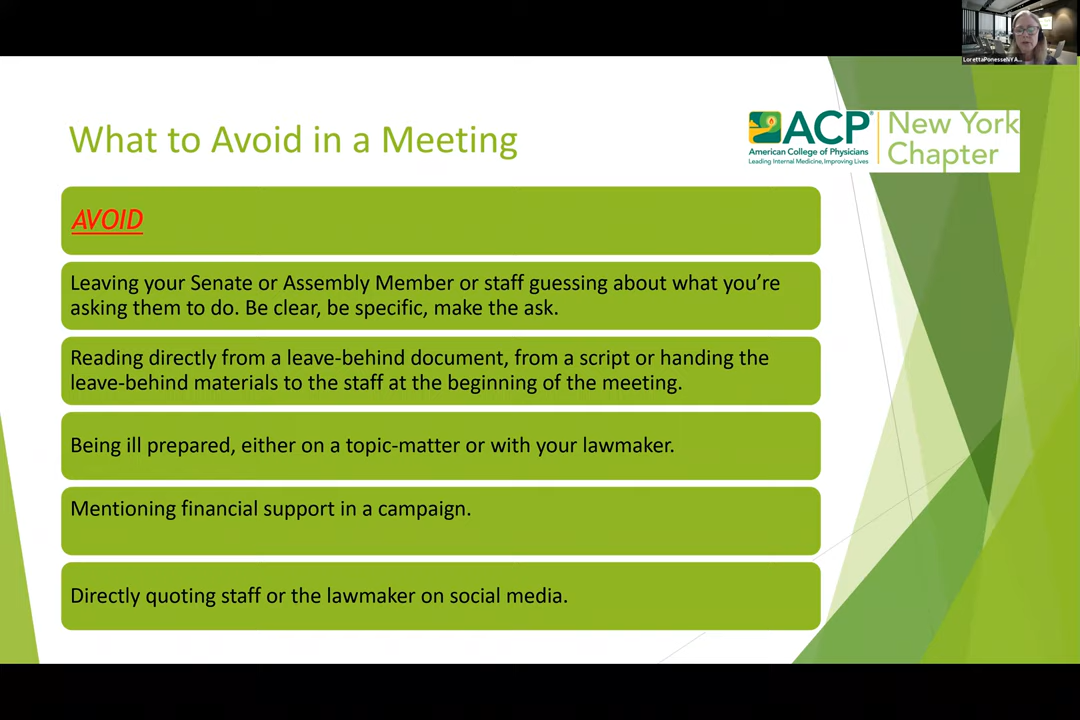 LorettaPonesseNYA...
What to Avoid in a Meeting
ACP®
American College of Physicians
Leading Internal Medicine, Improving Lives
New York
Chapter
AVOID
Leaving your Senate or Assembly Member or staff guessing about what you’re
asking them to do. Be clear, be specific, make the ask.
Reading directly from a leave-behind document, from a script or handing the
leave-behind materials to the staff at the beginning of the meeting.
Being ill prepared, either on a topic-matter or with your lawmaker.
Mentioning financial support in a campaign.
Directly quoting staff or the lawmaker on social media.